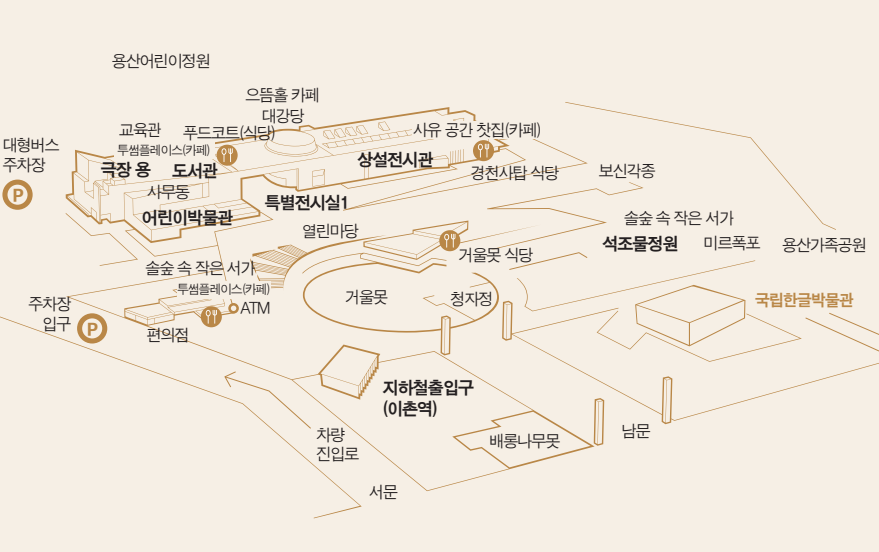 용산어린이정원
으뜸홀 카페
대강당
교육관
푸드코트(식당)
사유 공간 찻집(카페)
대형버스
주차장
P
투썸플레이스(카페)
극장 용
도서관
상설전시관
경천사탑 식당
보신각종
사무동
어린이박물관
특별전시실1
열린마당
솔숲 속 작은 서가
석조물정원
미르폭포
용산가족공원
거울못 식당
솔숲 속 작은 서가
투썸플레이스(카페)
ATM
거울못
청자정
국립한글박물관
주차장
입구
P
편의점
지하철출입구
(이촌역)
차량
진입로
배롱나무못
남문
서문